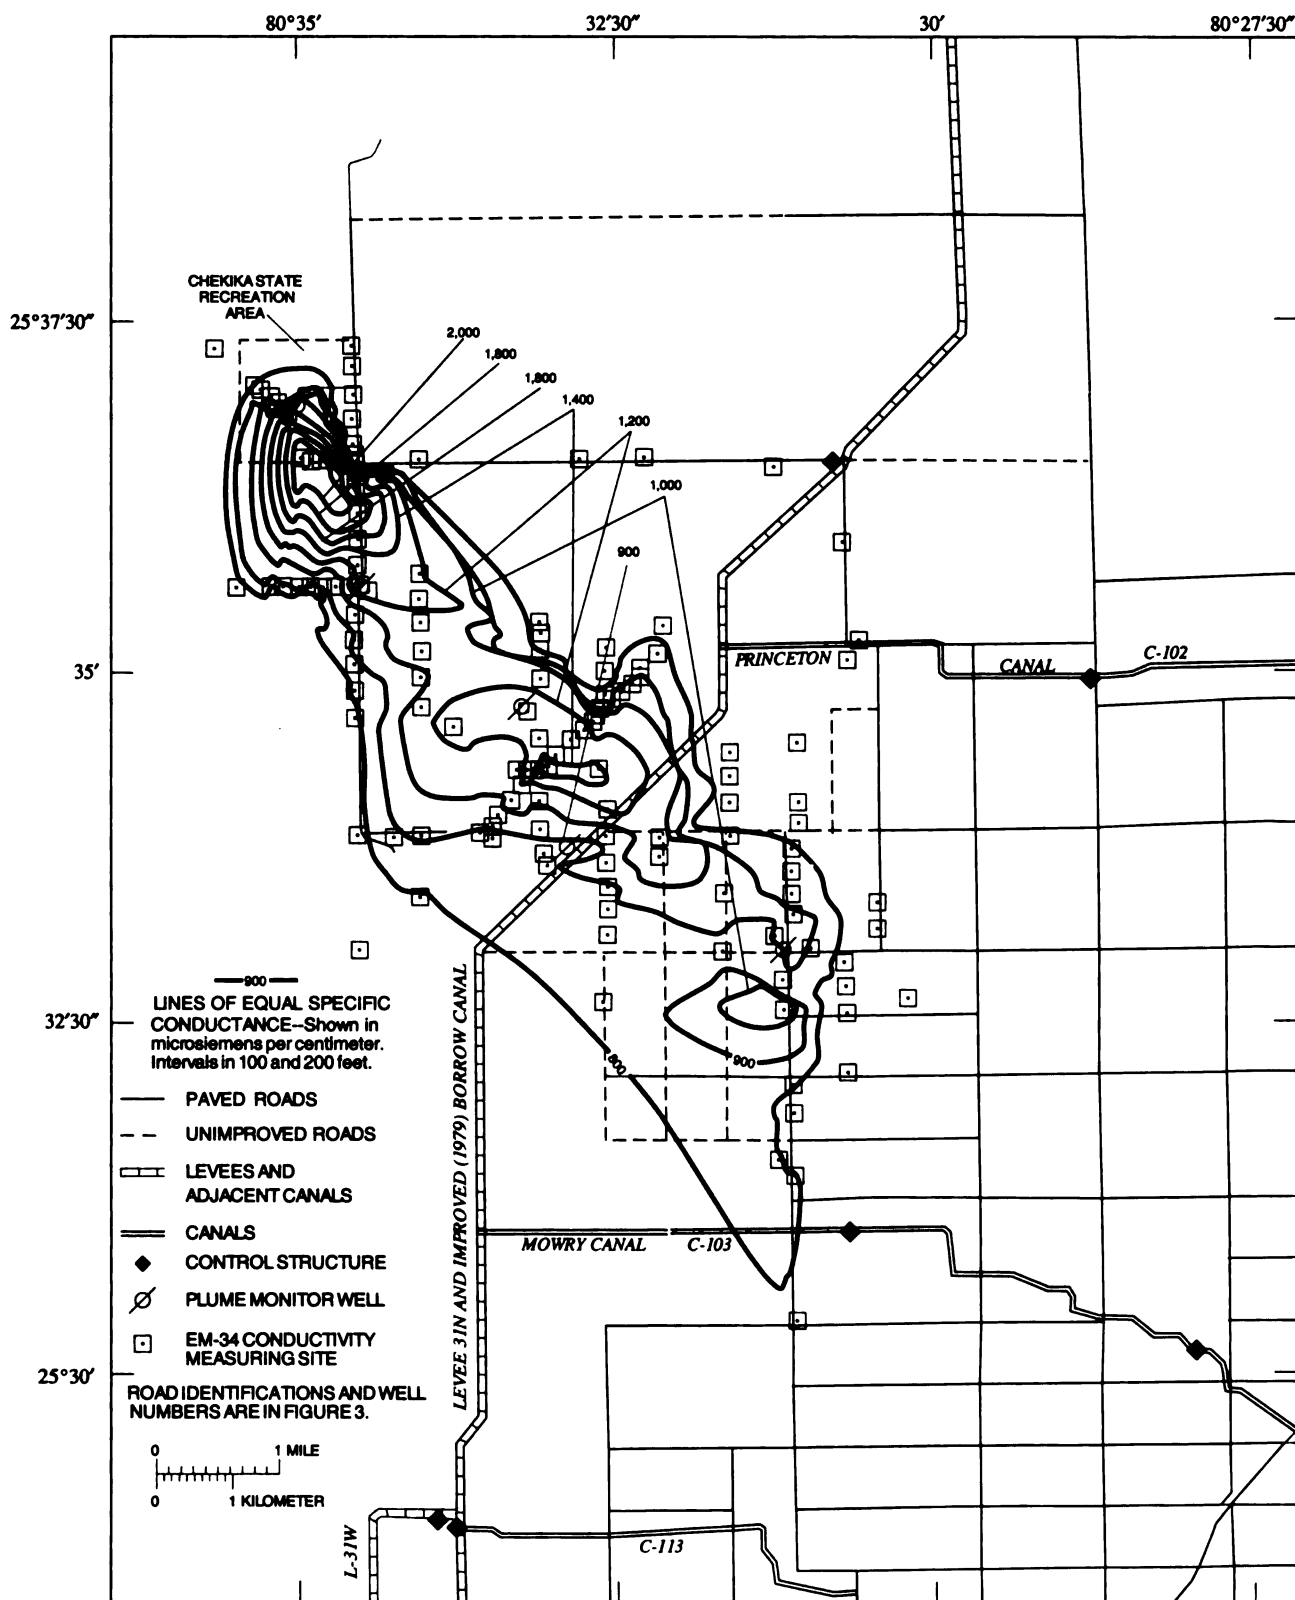 80°35′
32′30″
30′
80°27′30″
CHEKIKA STATE
RECREATION
AREA
25°37′30″
2,000
1,800
1,800
1,400
1,200
1,000
900
35′
PRINCETON
CANAL
C-102
900
LINES OF EQUAL SPECIFIC
CONDUCTANCE--Shown in
microsiemens per centimeter.
Intervals in 100 and 200 feet.
32′30″
800
900
PAVED ROADS
UNIMPROVED ROADS
LEVEES AND
ADJACENT CANALS
CANALS
CONTROL STRUCTURE
PLUME MONITOR WELL
EM-34 CONDUCTIVITY
MEASURING SITE
LEVEE 31N AND IMPROVED (1979) BORROW CANAL
MOWRY CANAL
C-103
25°30′
ROAD IDENTIFICATIONS AND WELL
NUMBERS ARE IN FIGURE 3.
0
1 MILE
0
1 KILOMETER
L-31W
C-113